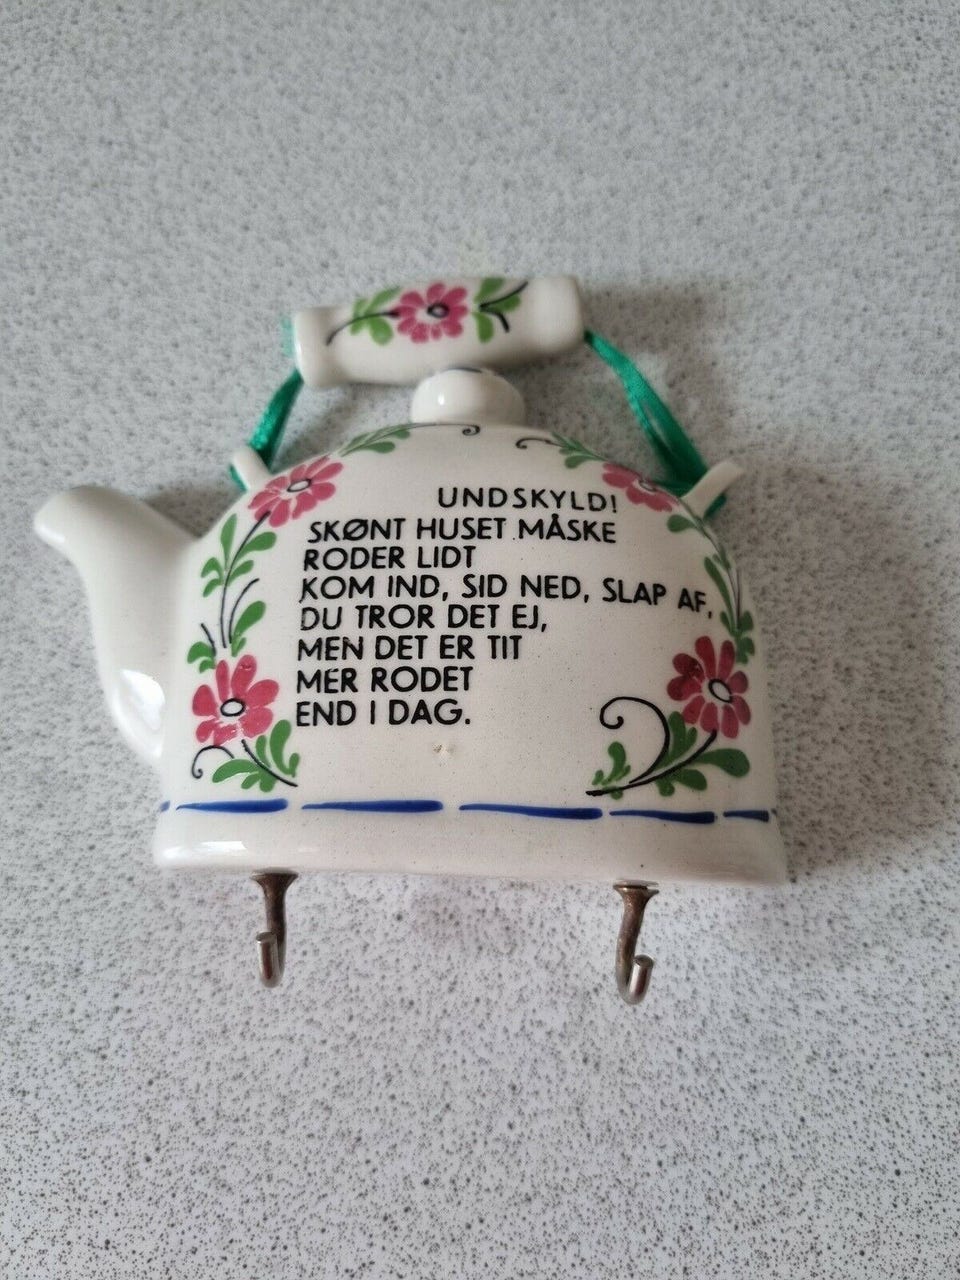 UNDSKYLD!
SKØNT HUSET MÅSKE
RODER LIDT
KOM IND, SID NED, SLAP AF,
DU TROR DET EJ,
MEN DET ER TIT
MER RODET
END I DAG.